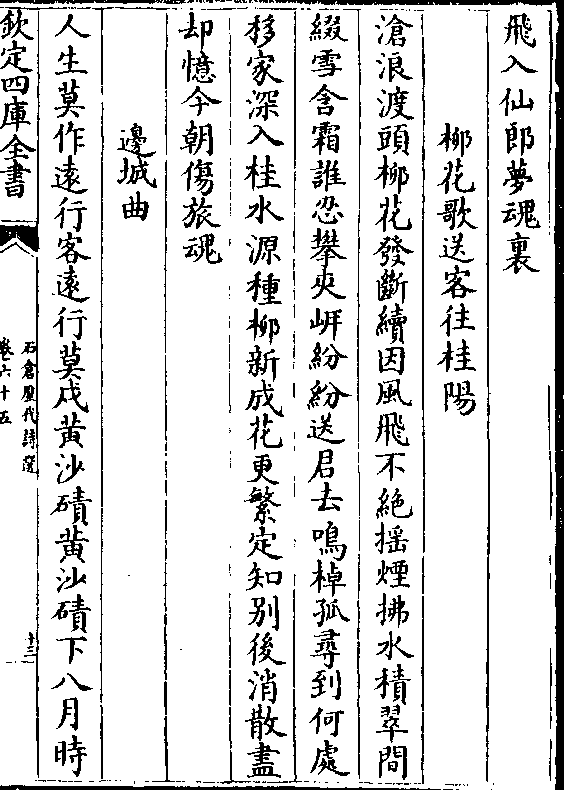 飛入仙郎夢魂裏
柳花歌送客往桂陽
滄浪渡頭柳花發斷續因風飛不絶揺煙拂水積翠間
綴雪含霜誰忍攀夾岍紛紛送君去鳴棹孤尋到何處
移家深入桂水源種柳新成花更繁定知别後消散盡
却憶今朝傷旅魂
邊城曲
人生莫作逺行客逺行莫戍黄沙磧黄沙磧下八月時
欽定四庫全書
石倉歴代詩選
卷六十五
十三